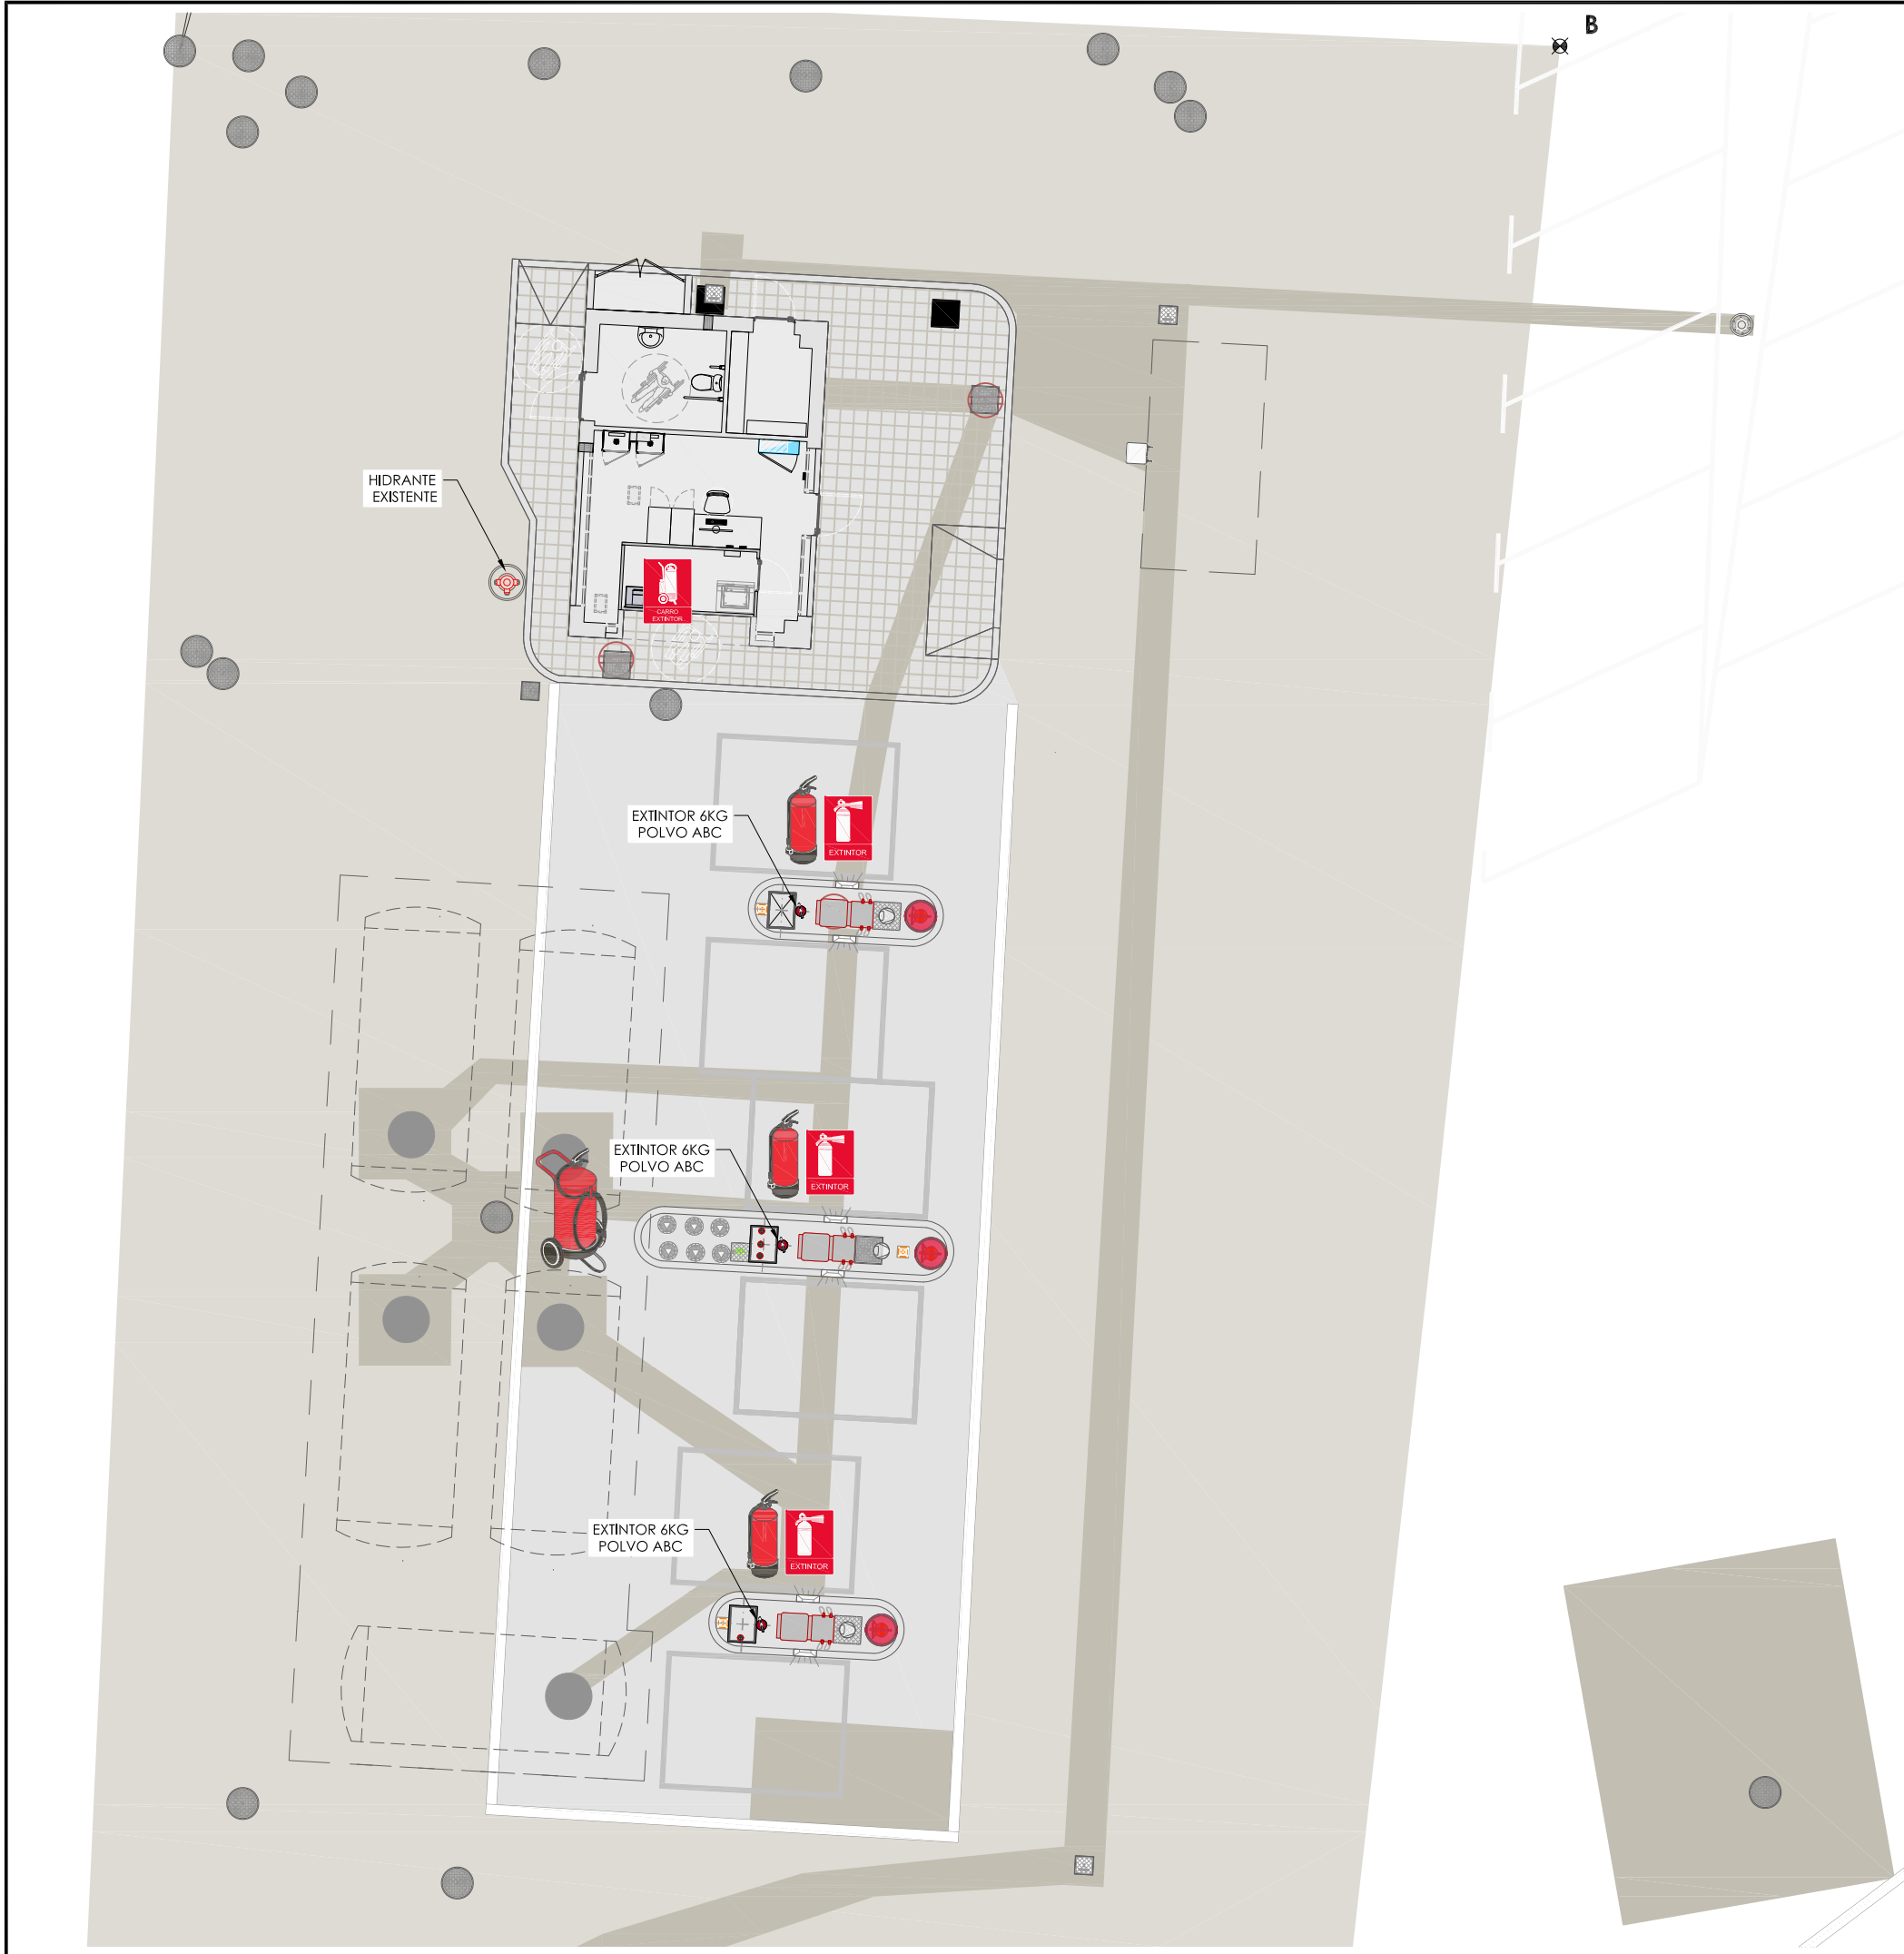 B
HIDRANTE
EXISTENTE
CARRO
EXTINTOR
EXTINTOR 6KG
POLVO ABC
EXTINTOR
EXTINTOR 6KG
POLVO ABC
EXTINTOR
EXTINTOR 6KG
POLVO ABC
EXTINTOR